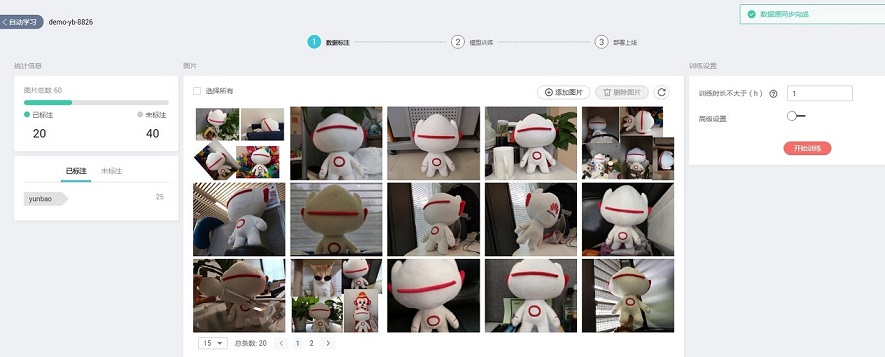 自动学习
demo-yb-8826
数据源同步完成
1 数据标注
2 模型训练
3 部署上线
统计信息
图片总数 60
已标注
未标注
20
40
已标注
未标注
yunbao
25
图片
选择所有
添加图片
删除图片
15
总条数: 20
1
2
训练设置
训练时长不大于（h）
1
高级设置
开始训练